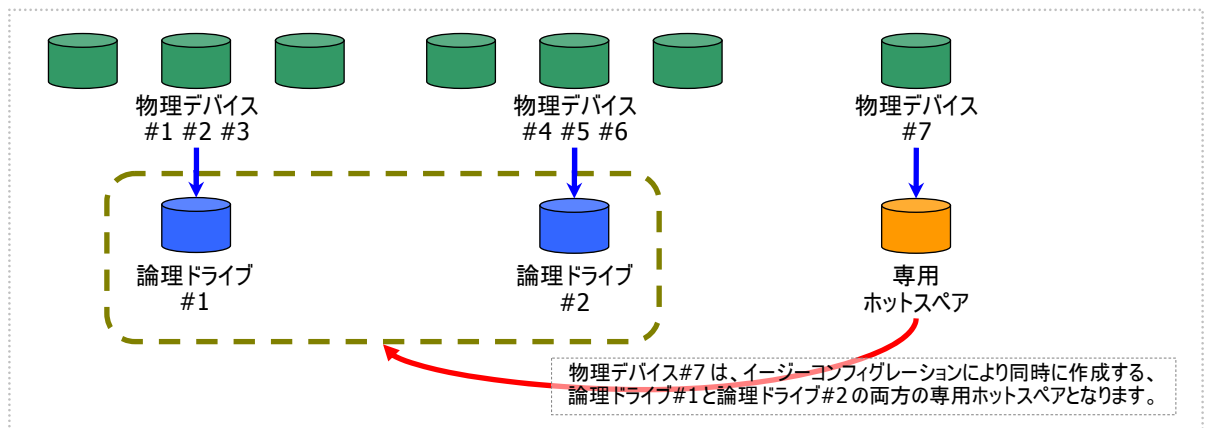 物理デバイス
#1 #2 #3
物理デバイス
#4 #5 #6
物理デバイス
#7
論理ドライブ
#1
論理ドライブ
#2
専用
ホットスペア
物理デバイス#7 は、イージーコンフィグレーションにより同時に作成する、
論理ドライブ#1と論理ドライブ#2 の両方の専用ホットスペアとなります。